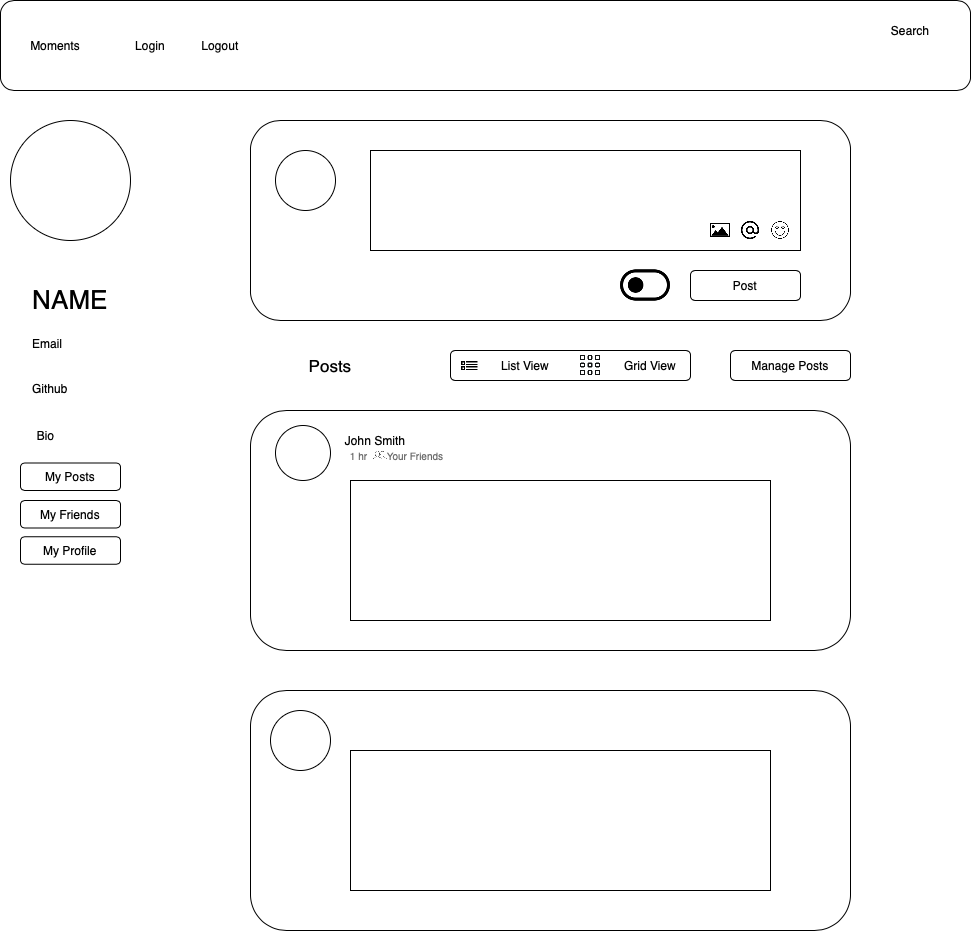 Moments Login Logout Search
NAME
Email
Github
Bio
My Posts
My Friends
My Profile
Post
Posts List View Grid View Manage Posts
John Smith
1 hr Your Friends